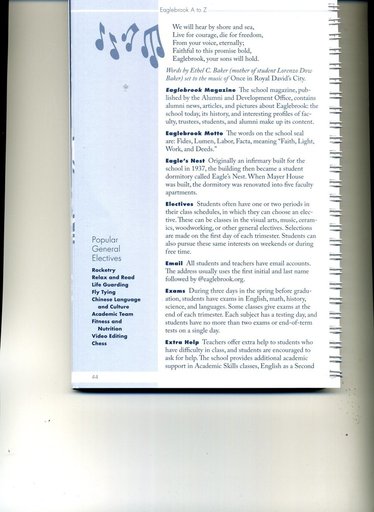 Eaglebrook A to Z
We will hear by shore and sea,
Live for courage, die for freedom,
From your voice, eternally;
Faithful to this promise hold,
Eaglebrook, your sons will hold.
Words by Ethel C. Baker (mother of student Lorenzo Dow
Baker) set to the music of Once in Royal David's City.
Eaglebrook Magazine The school magazine, pub-
lished by the Alumni and Development Office, contains
alumni news, articles, and pictures about Eaglebrook: the
school today, its history, and interesting profiles of fac-
ulty, trustees, students, and alumni make up its content.
Eaglebrook Motto The words on the school seal
are: Fides, Lumen, Labor, Facta, meaning "Faith, Light,
Work, and Deeds."
Eagle's Nest Originally an infirmary built for the
school in 1937, the building then became a student
dormitory called Eagle's Nest. When Mayer House
was built, the dormitory was renovated into five faculty
apartments.
Electives Students often have one or two periods in
their class schedules, in which they can choose an elec-
tive. These can be classes in the visual arts, music, ceram-
ics, woodworking, or other general electives. Selections
are made on the first day of each trimester. Students can
also pursue these same interests on weekends or during
free time.
Email All students and teachers have email accounts.
The address usually uses the first initial and last name
followed by @eaglebrook.org.
Exams During three days in the spring before gradu-
ation, students have exams in English, math, history,
science, and languages. Some classes give exams at the
end of each trimester. Each subject has a testing day, and
students have no more than two exams or end-of-term
tests on a single day.
Extra Help Teachers offer extra help to students who
have difficulty in class, and students are encouraged to
ask for help. The school provides additional academic
support in Academic Skills classes, English as a Second
Popular
General
Electives
Rocketry
Relax and Read
Life Guarding
Fly Tying
Chinese Language
and Culture
Academic Team
Fitness and
Nutrition
Video Editing
Chess
44